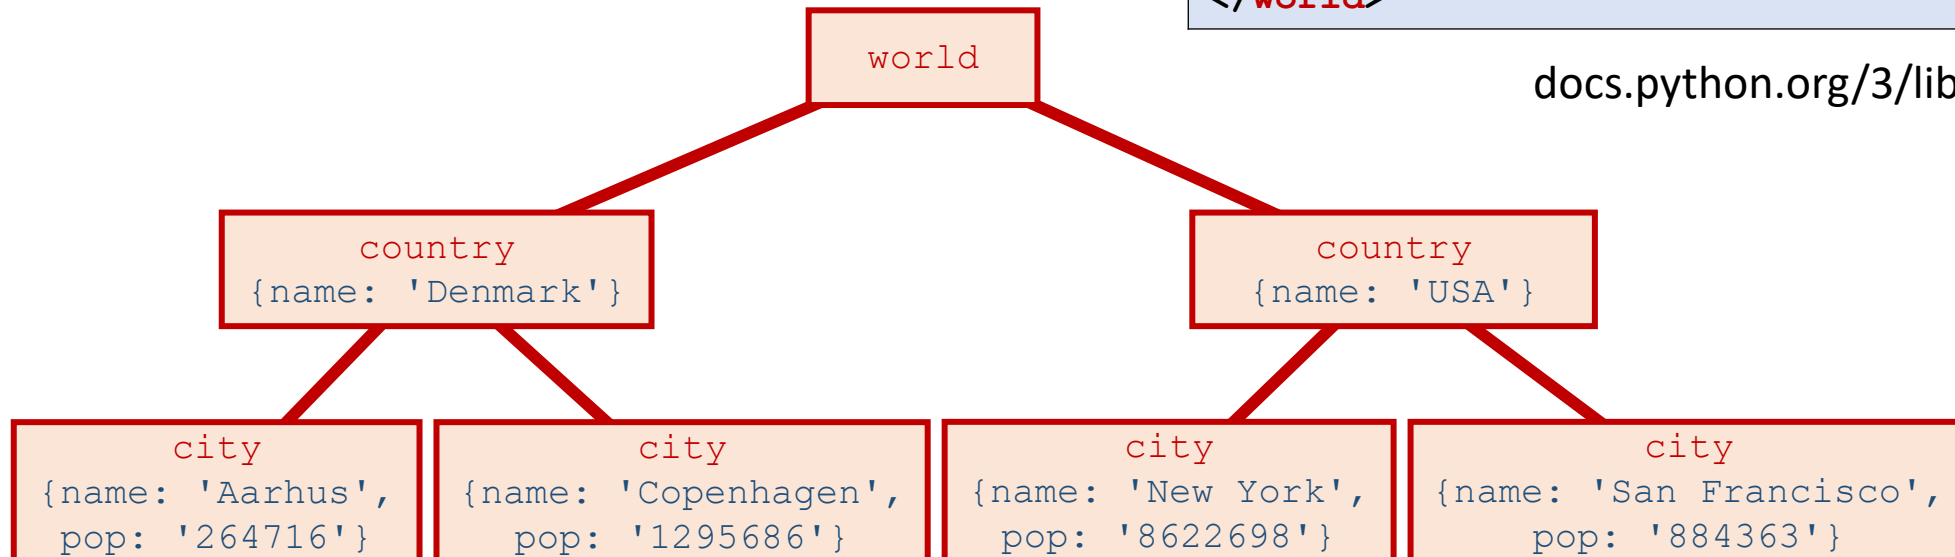 </world>
world
docs.python.org/3/lib
country
{name: 'Denmark'}
country
{name: 'USA'}
city
{name: 'Aarhus',
pop: '264716'}
city
{name: 'Copenhagen',
pop: '1295686'}
city
{name: 'New York',
pop: '8622698'}
city
{name: 'San Francisco',
pop: '884363'}